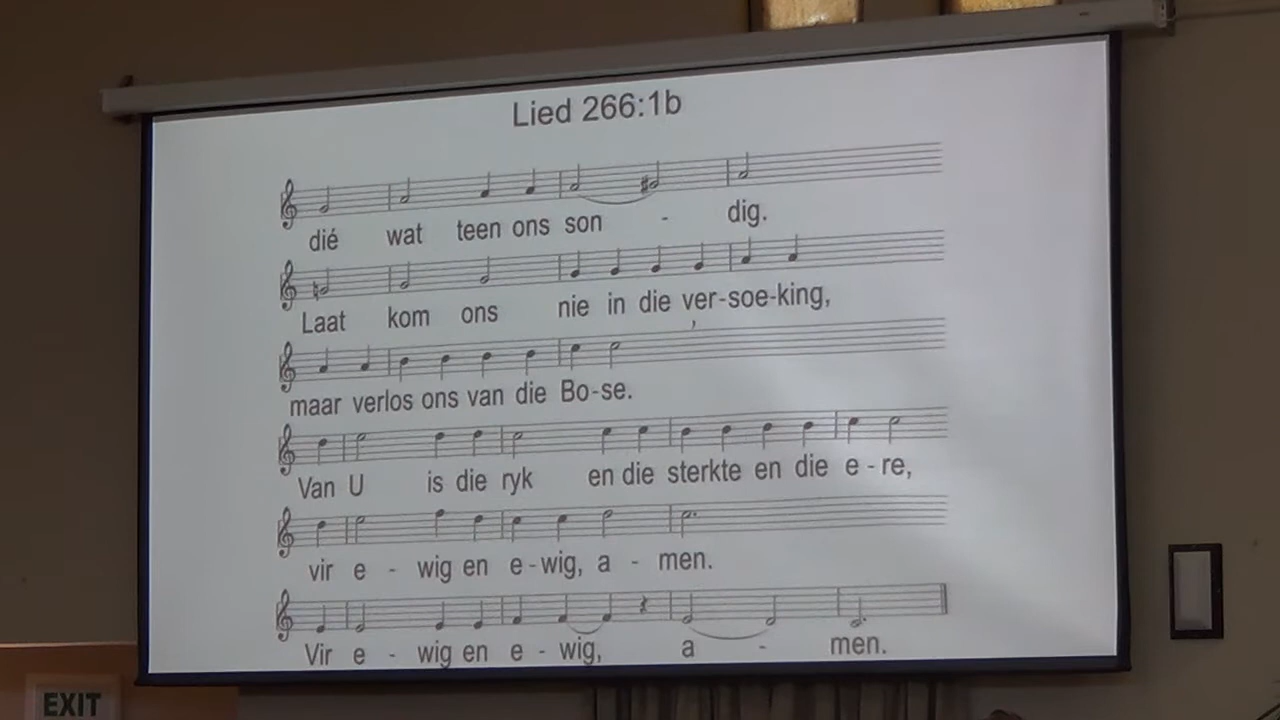 Lied 266:1b
dié wat teen ons son - dig.
Laat kom ons nie in die ver-soe-king,
maar verlos ons van die Bo-se.
Van U is die ryk en die sterkte en die e - re,
vir e - wig en e - wig, a - men.
Vir e - wig en e - wig, a - men.
EXIT